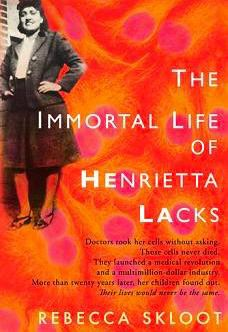 THE
IMMORTAL LIFE
OF
HENRIETTA
LACKS
Doctors took her cells without asking.
Those cells never died.
They launched a medical revolution
and a multimillion-dollar industry.
More than twenty years later, her children found out.
Their lives would never be the same.
REBECCA SKLOOT